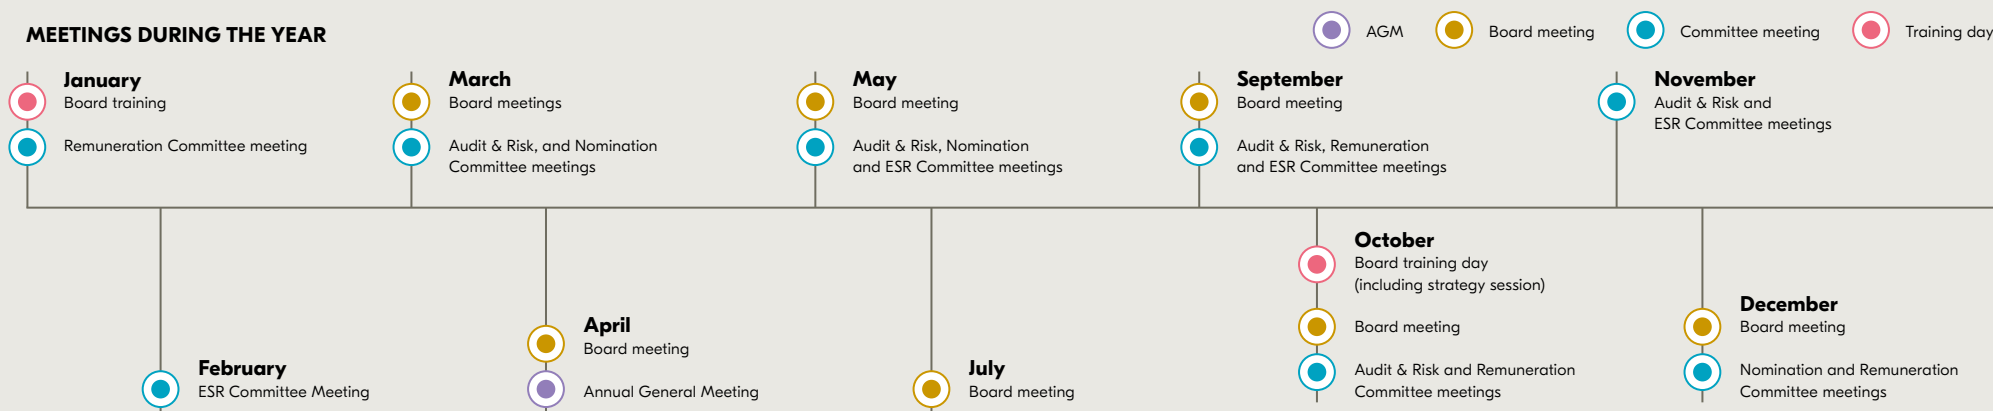 MEETINGS DURING THE YEAR
AGM
Board meeting
Committee meeting
Training day
January
Board training
Remuneration Committee meeting
March
Board meetings
Audit & Risk, and Nomination
Committee meetings
May
Board meeting
Audit & Risk, Nomination
and ESR Committee meetings
September
Board meeting
Audit & Risk, Remuneration
and ESR Committee meetings
November
Audit & Risk and
ESR Committee meetings
February
ESR Committee Meeting
April
Board meeting
Annual General Meeting
July
Board meeting
October
Board training day
(including strategy session)
Board meeting
Audit & Risk and Remuneration
Committee meetings
December
Board meeting
Nomination and Remuneration
Committee meetings